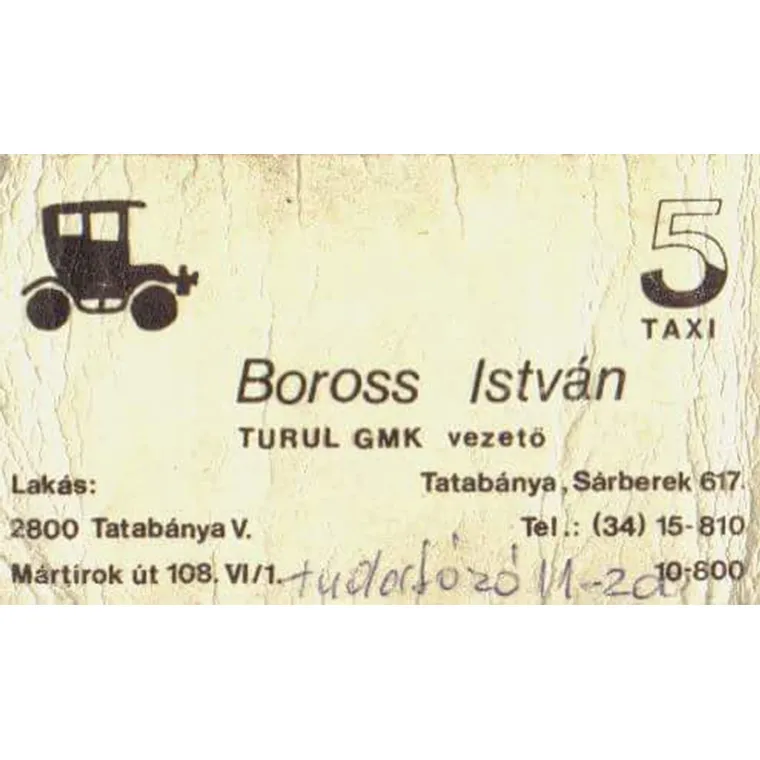 5
TAXI
Boross István
TURUL GMK vezető
Lakás:
2800 Tatabánya V.
Mártírok út 108. VI/1.
Tatabánya, Sárberek 617.
Tel.: (34) 15-810
10-800